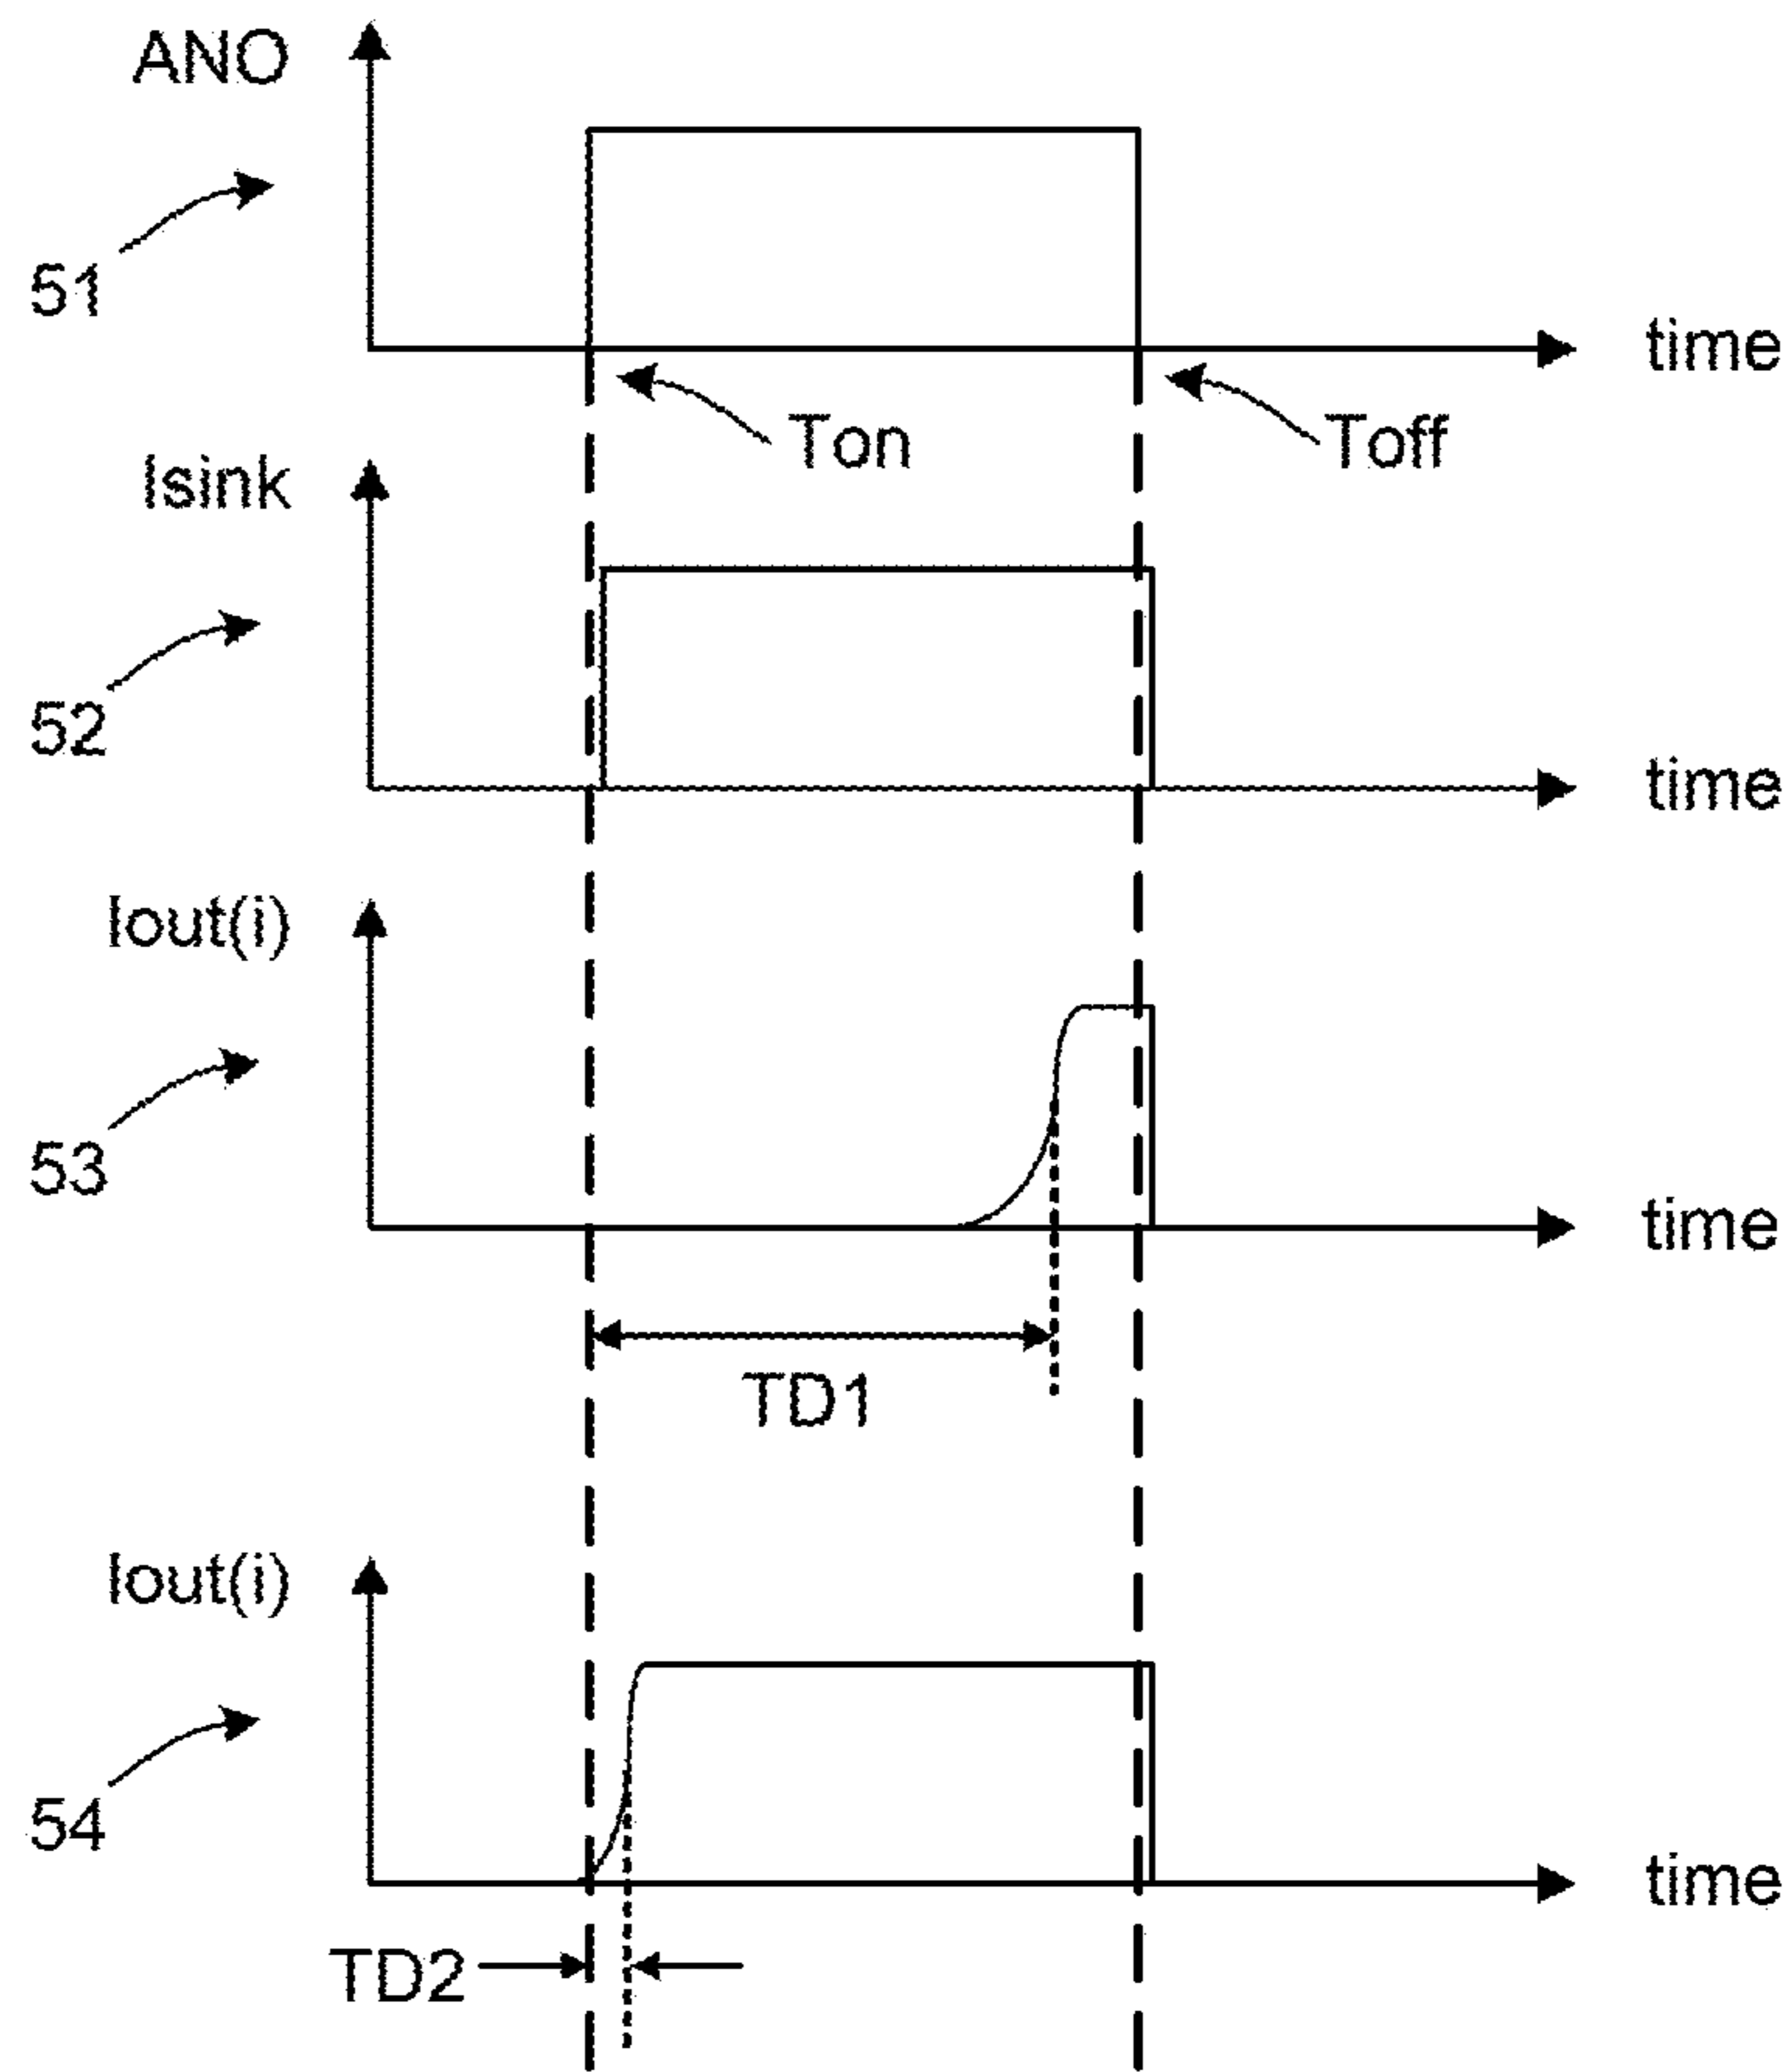 ANO
51
time
Ton
Toff
Isink
52
time
Iout(i)
53
time
TD1
Iout(i)
54
time
TD2